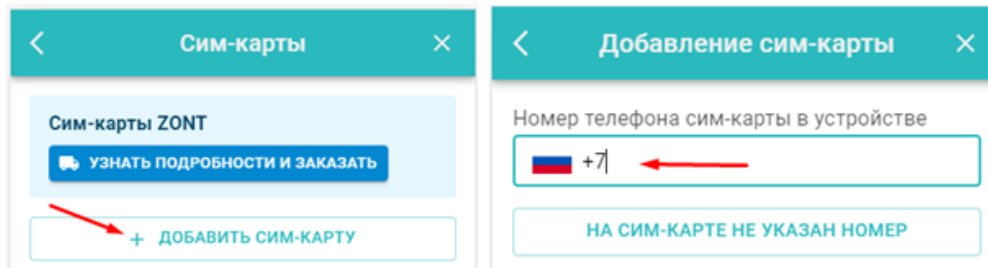 Сим-карты
Сим-карты ZONT
УЗНАТЬ ПОДРОБНОСТИ И ЗАКАЗАТЬ
+ ДОБАВИТЬ СИМ-КАРТУ
Добавление сим-карты
Номер телефона сим-карты в устройстве
+7
НА СИМ-КАРТЕ НЕ УКАЗАН НОМЕР